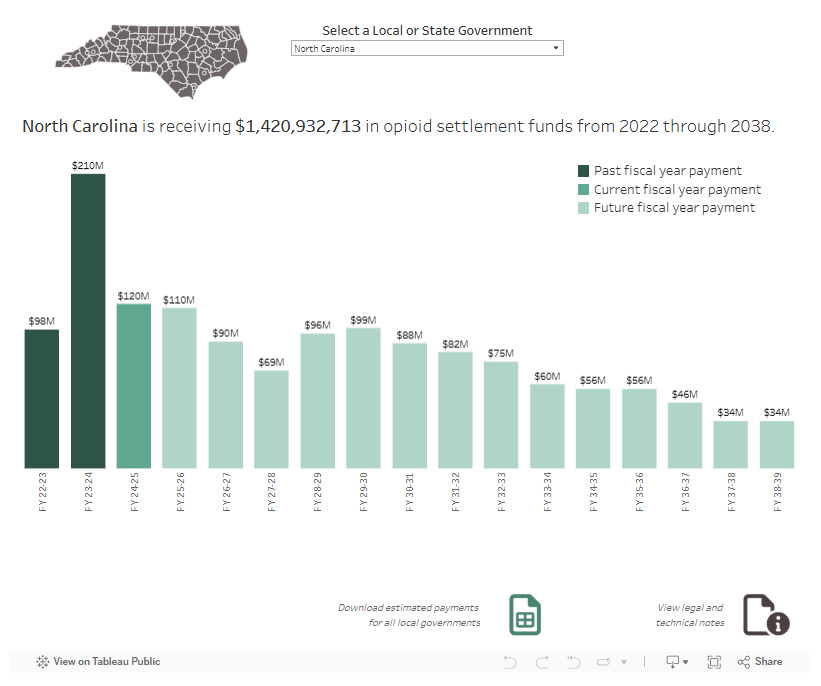 Select a Local or State Government
North Carolina
North Carolina is receiving $1,420,932,713 in opioid settlement funds from 2022 through 2038.
Past fiscal year payment
Current fiscal year payment
Future fiscal year payment
$98M
$210M
$120M
$110M
$90M
$69M
$96M
$99M
$88M
$82M
$75M
$60M
$56M
$56M
$46M
$34M
$34M
FY 22-23
FY 23-24
FY 24-25
FY 25-26
FY 26-27
FY 27-28
FY 28-29
FY 29-30
FY 30-31
FY 31-32
FY 32-33
FY 33-34
FY 34-35
FY 35-36
FY 36-37
FY 37-38
FY 38-39
Download estimated payments
for all local governments
View legal and
technical notes
View on Tableau Public
Share